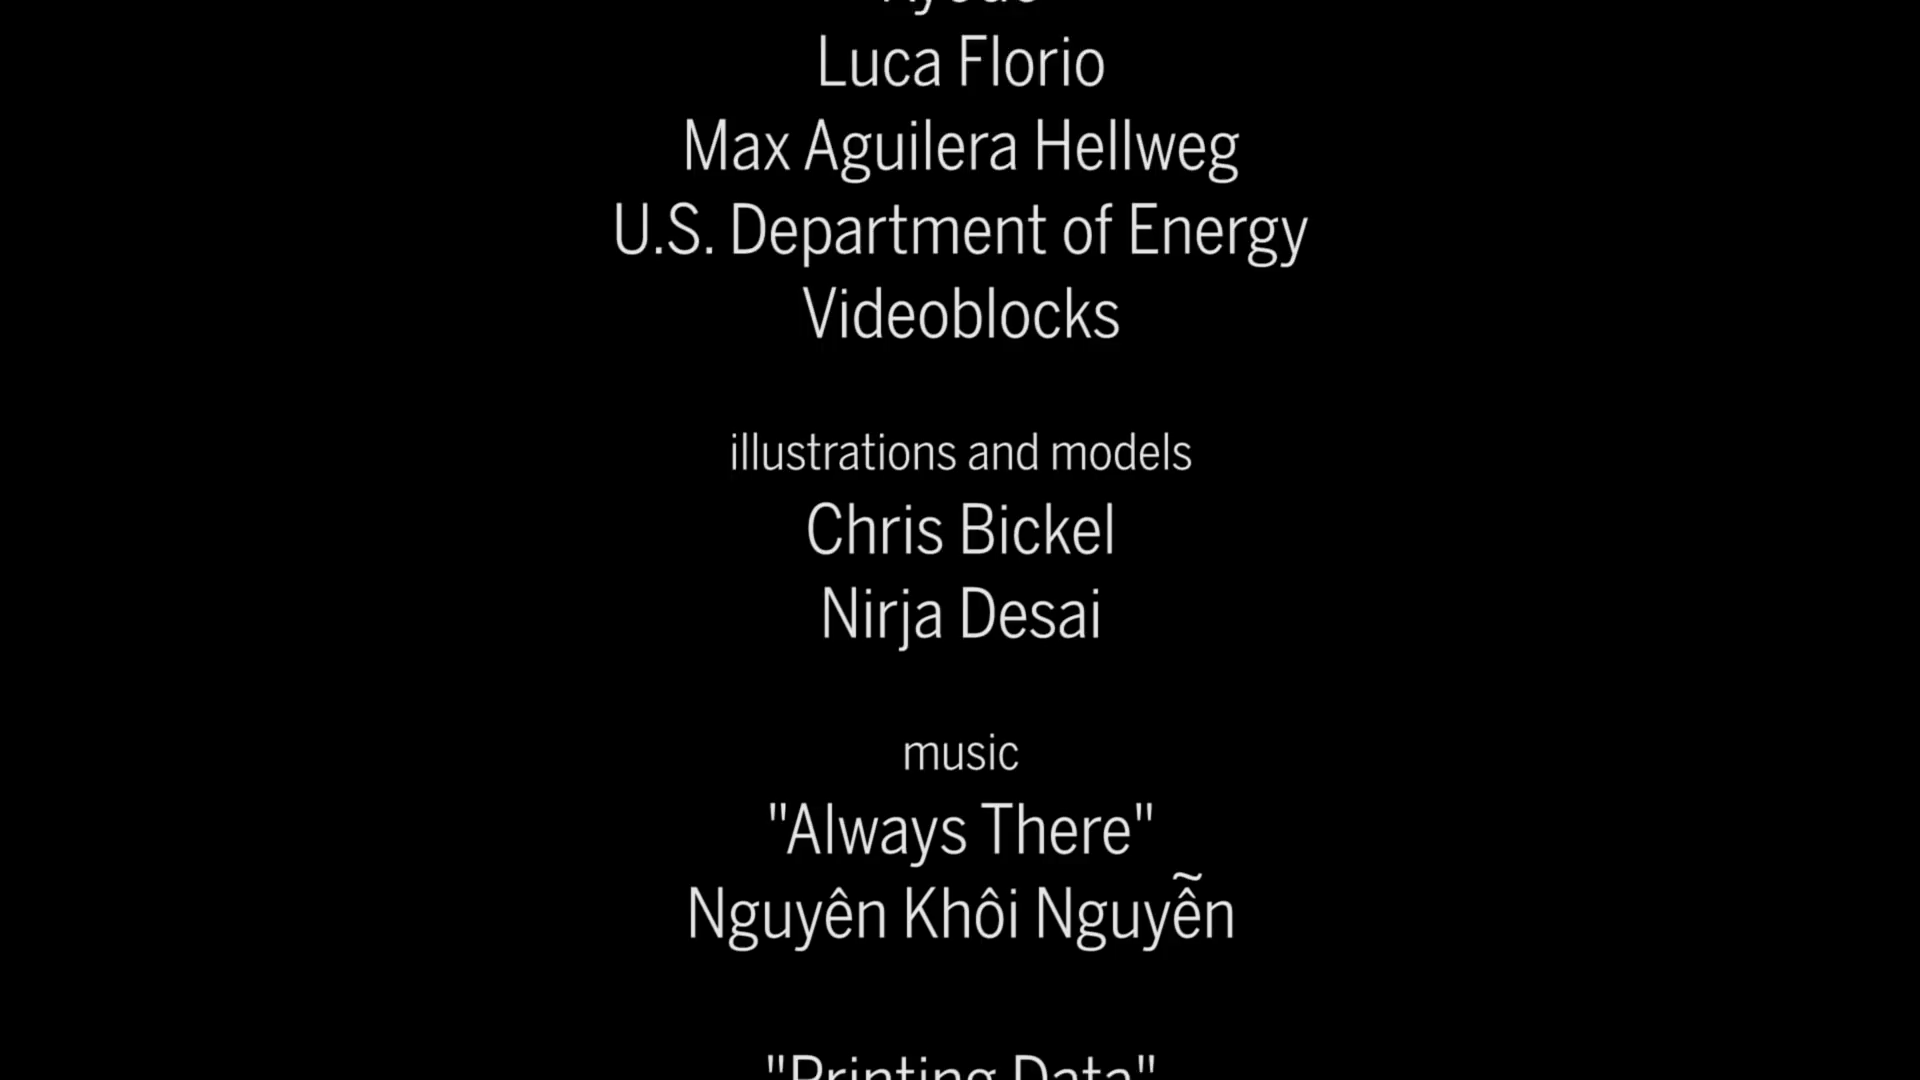 Luca Florio
Max Aguilera Hellweg
U.S. Department of Energy
Videoblocks
illustrations and models
Chris Bickel
Nirja Desai
music
"Always There"
Nguyên Khôi Nguyễn
"Printing Data"